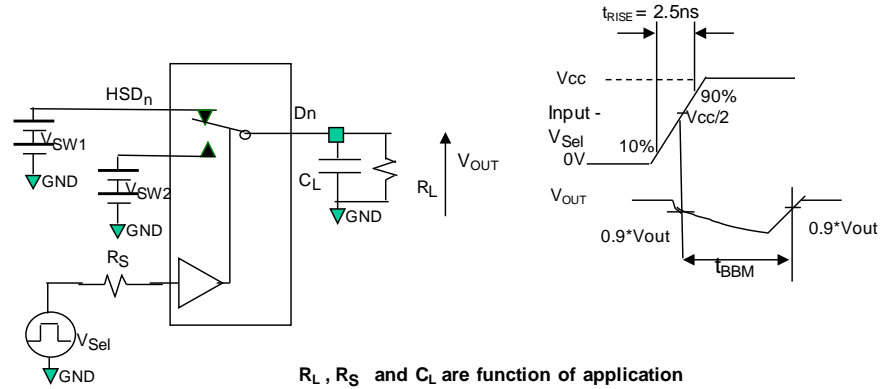 tRISE = 2.5ns
Vcc
90%
Vcc/2
Input -
VSel
10%
0V
VOUT
0.9*Vout
0.9*Vout
tBBM
HSDn
Dn
VSW1
GND
VSW2
GND
CL
RL
VOUT
GND
RS
VSel
GND
RL , RS and CL are function of application